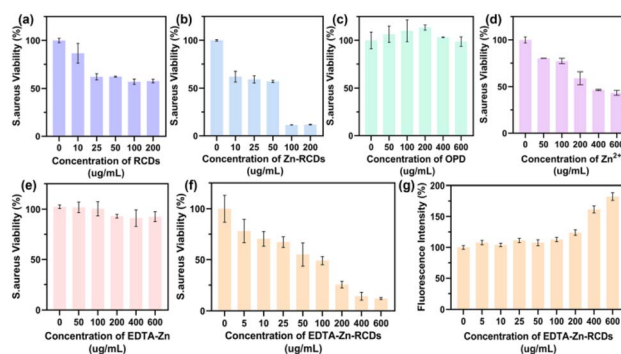 (a)
S.aureus Viability (%)
100
75
50
25
0
0 10 25 50 100 200
Concentration of RCDs
(ug/mL)
(b)
S.aureus Viability (%)
100
50
0
0 10 25 50 100 200
Concentration of Zn-RCDs
(ug/mL)
(c)
S.aureus Viability (%)
100
50
0
0 50 100 200 400 600
Concentration of OPD
(ug/mL)
(d)
S.aureus Viability (%)
100
75
50
25
0
0 50 100 200 400 600
Concentration of Zn²⁺
(ug/mL)
(e)
S.aureus Viability (%)
100
50
0
0 50 100 200 400 600
Concentration of EDTA-Zn
(ug/mL)
(f)
S.aureus Viability (%)
100
50
0
0 5 10 25 50 100 200 400 600
Concentration of EDTA-Zn-RCDs
(ug/mL)
(g)
Fluorescence Intensity (%)
200
150
100
50
0
0 5 10 25 50 100 200 400 600
Concentration of EDTA-Zn-RCDs
(ug/mL)